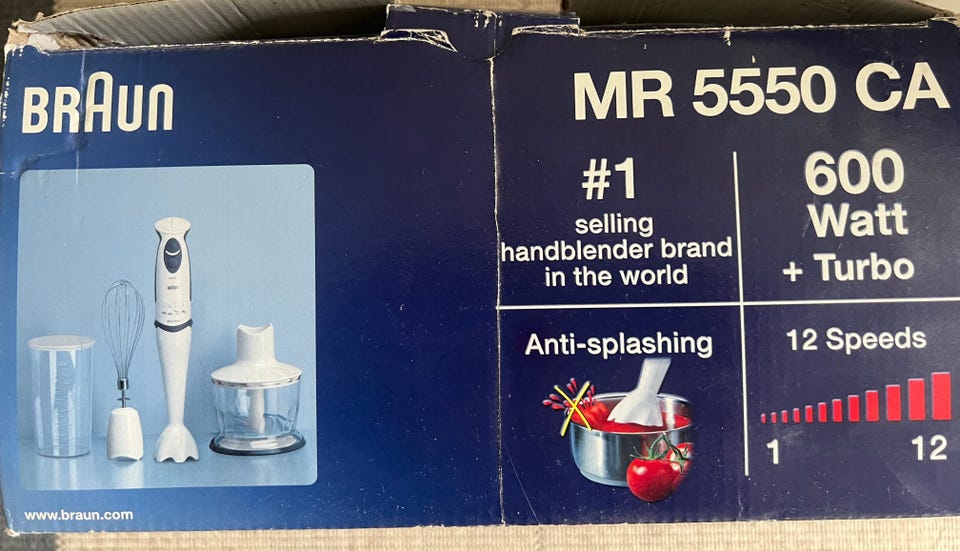 BRAUN
www.braun.com
MR 5550 CA
#1
selling
handblender brand
in the world
600
Watt
+ Turbo
Anti-splashing
12 Speeds
1
12